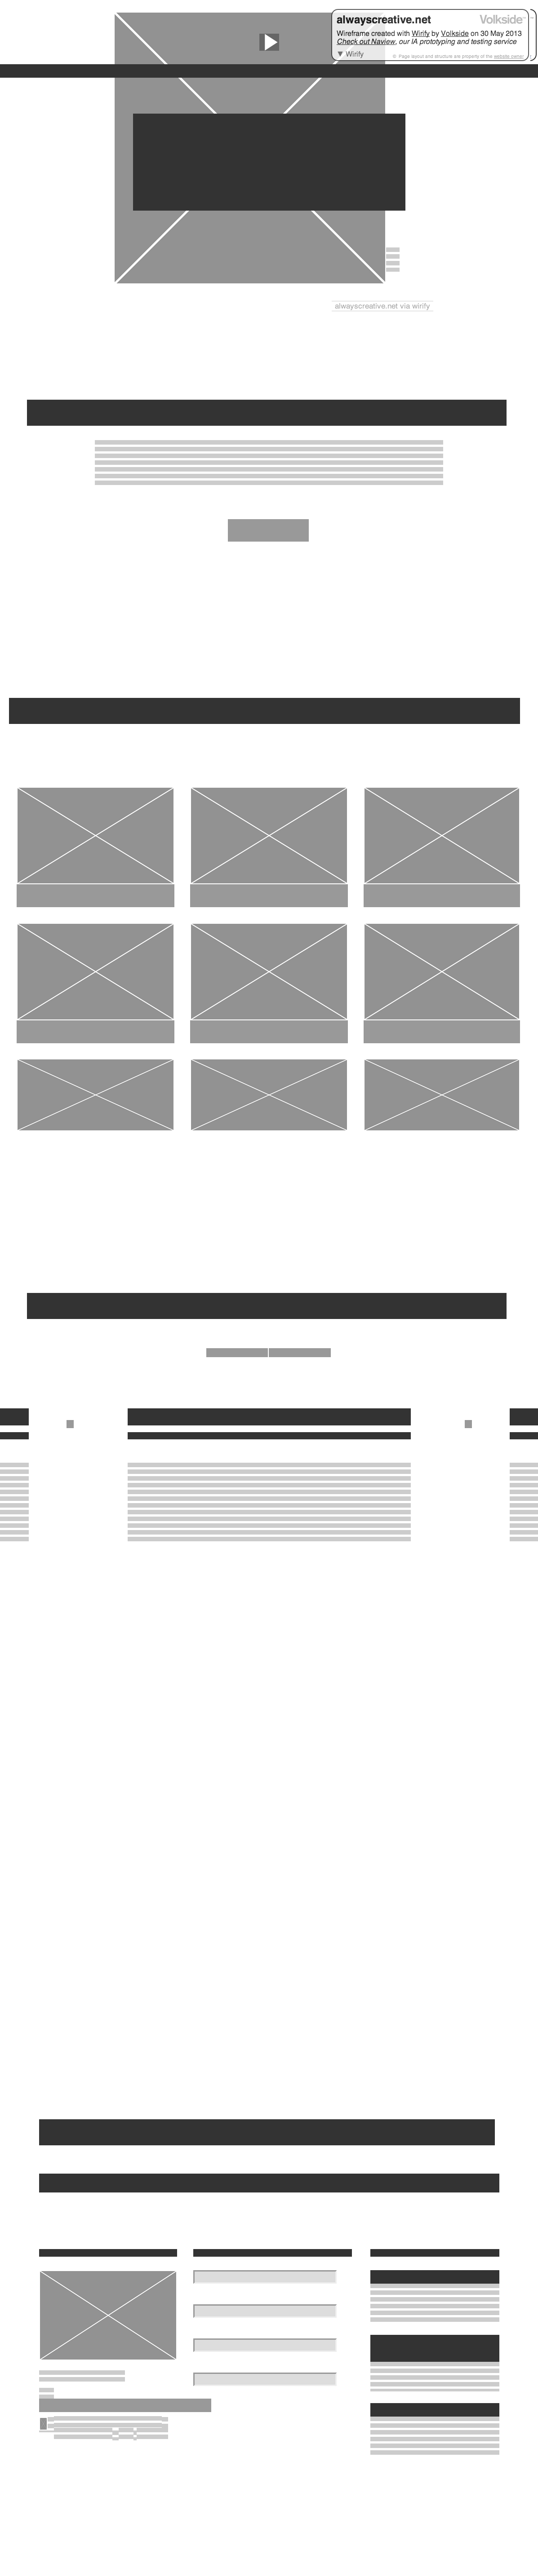 alwayscreative.net Volkside™
Wireframe created with Wirify by Volkside on 30 May 2013
Check out Naview, our IA prototyping and testing service
▼ Wirify © Page layout and structure are property of the website owner
alwayscreative.net via wirify